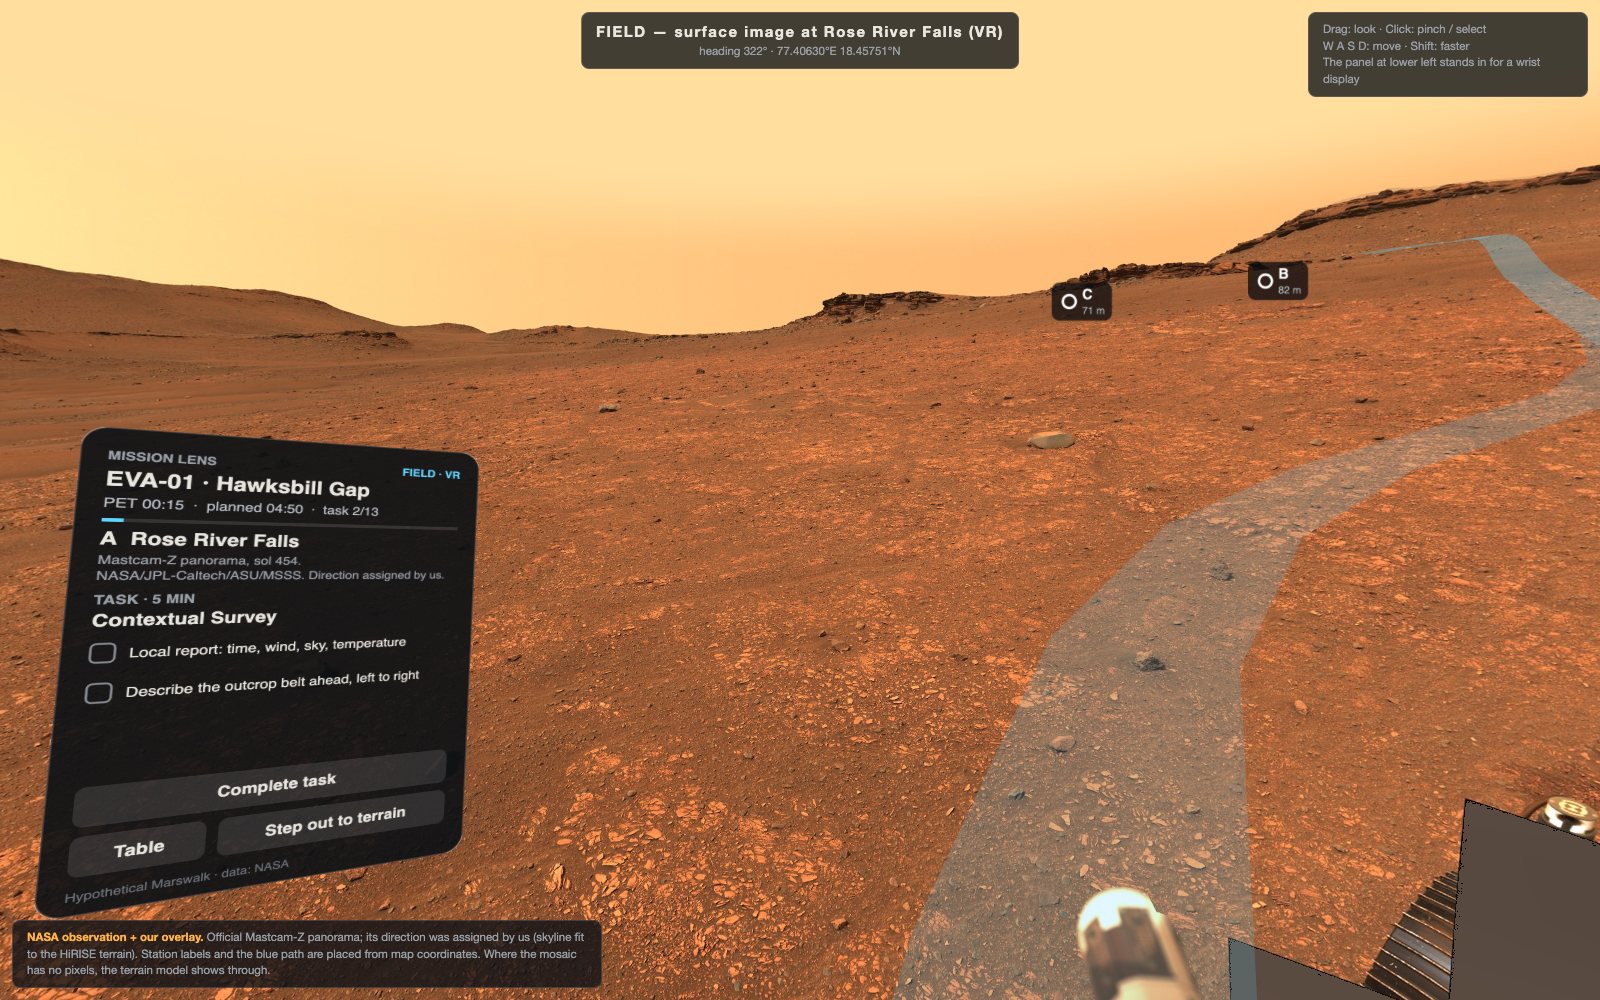 FIELD — surface image at Rose River Falls (VR)
heading 322° · 77.40630°E 18.45751°N
Drag: look · Click: pinch / select
W A S D: move · Shift: faster
The panel at lower left stands in for a wrist
display
B
82 m
C
71 m
MISSION LENS
FIELD · VR
EVA-01 · Hawksbill Gap
PET 00:15 · planned 04:50 · task 2/13
A Rose River Falls
Mastcam-Z panorama, sol 454.
NASA/JPL-Caltech/ASU/MSSS. Direction assigned by us.
TASK · 5 MIN
Contextual Survey
Local report: time, wind, sky, temperature
Describe the outcrop belt ahead, left to right
Complete task
Table
Step out to terrain
Hypothetical Marswalk · data: NASA
NASA observation + our overlay. Official Mastcam-Z panorama; its direction was assigned by us (skyline fit
to the HiRISE terrain). Station labels and the blue path are placed from map coordinates. Where the mosaic
has no pixels, the terrain model shows through.